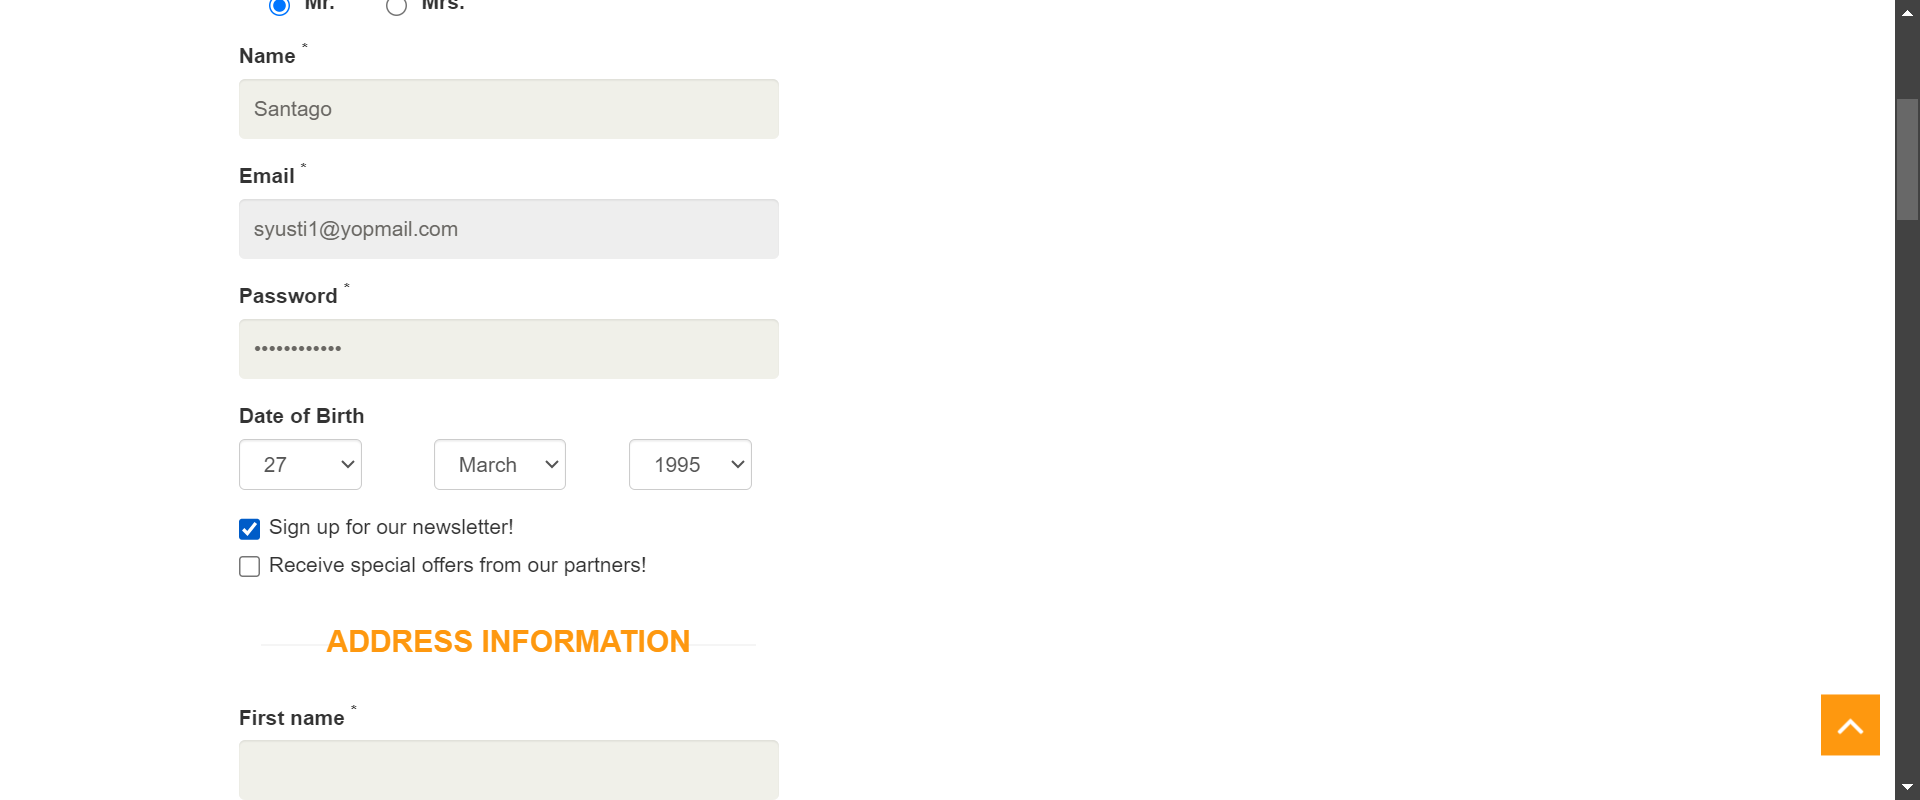 Mr. Mrs.
Name *
Santago
Email *
syusti1@yopmail.com
Password *
••••••••••••
Date of Birth
27 March 1995
Sign up for our newsletter!
Receive special offers from our partners!
ADDRESS INFORMATION
First name *